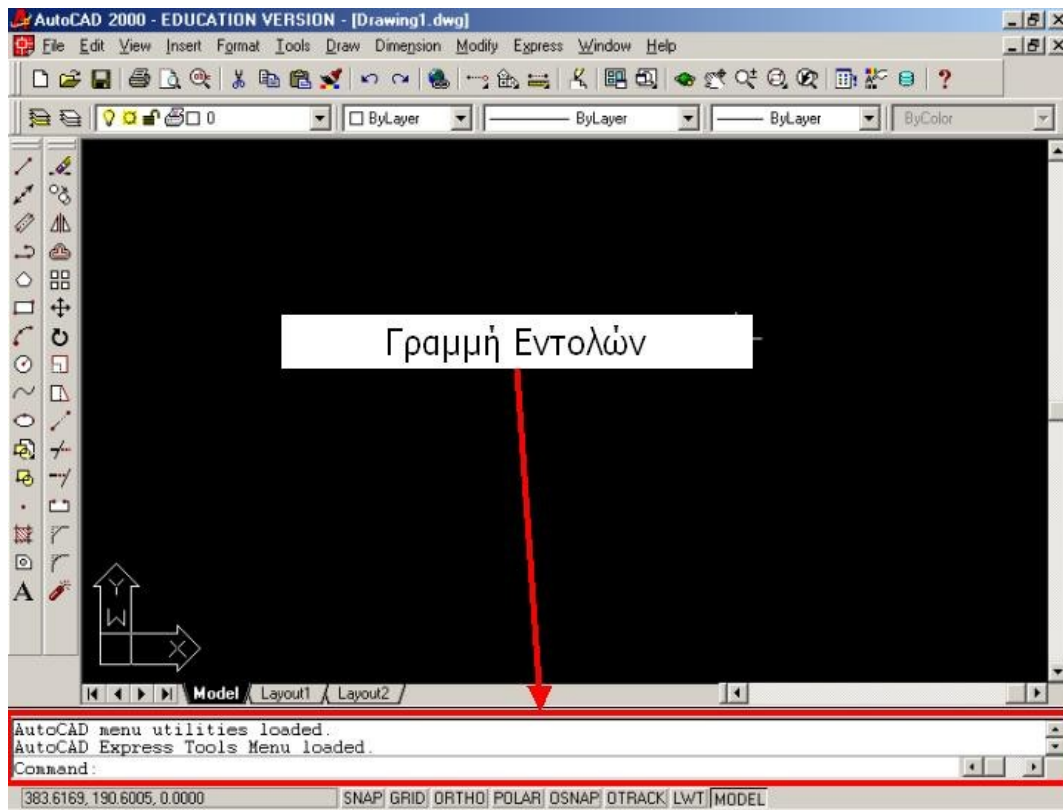 AutoCAD 2000 - EDUCATION VERSION - [Drawing1.dwg]
File Edit View Insert Format Tools Draw Dimension Modify Express Window Help
0 ByLayer ByLayer ByLayer ByColor
Γραμμή Εντολών
A
Y
W
X
Model Layout1 Layout2
AutoCAD menu utilities loaded.
AutoCAD Express Tools Menu loaded.
Command:
383.6169, 190.6005, 0.0000 SNAP GRID ORTHO POLAR OSNAP OTRACK LWT MODEL